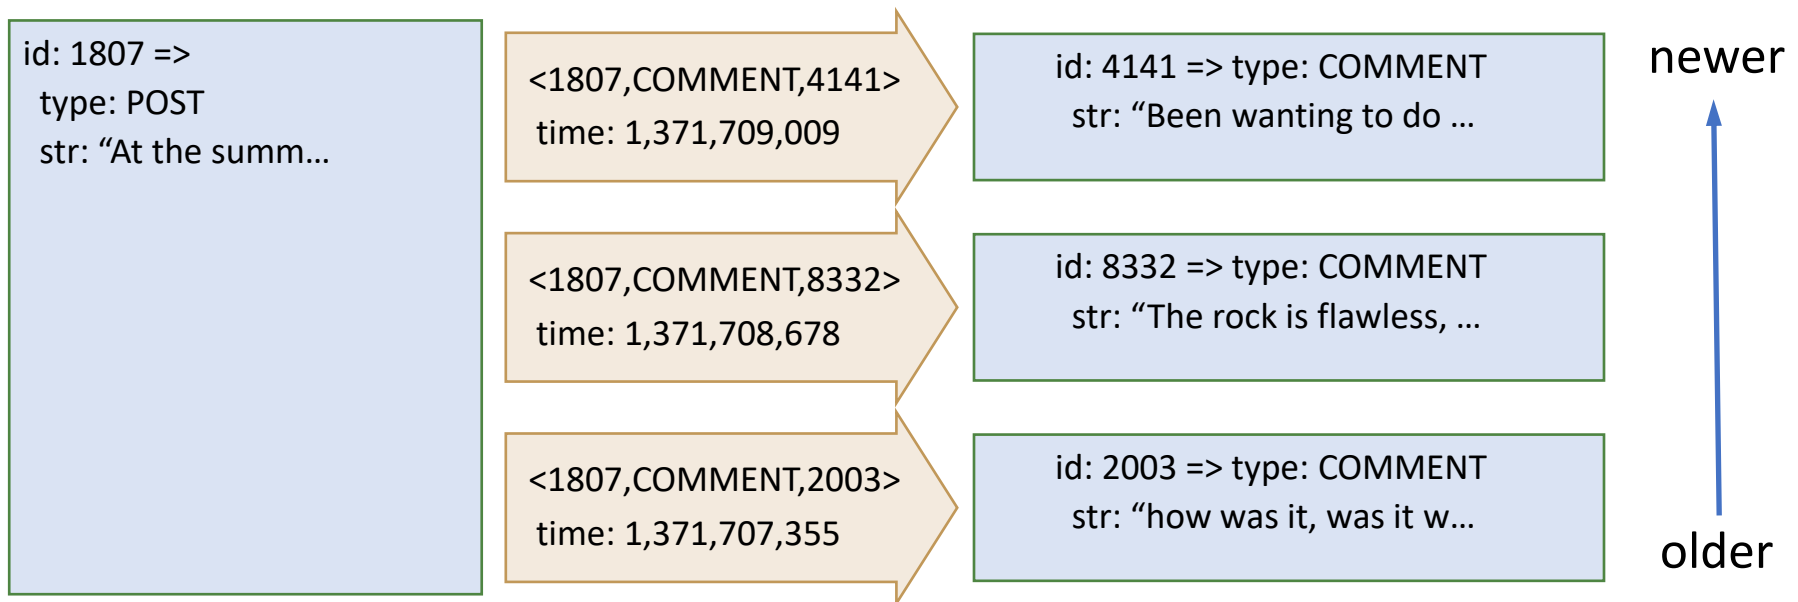 id: 1807 =>
type: POST
str: “At the summ…
<1807,COMMENT,4141>
time: 1,371,709,009
id: 4141 => type: COMMENT
str: “Been wanting to do …
newer
<1807,COMMENT,8332>
time: 1,371,708,678
id: 8332 => type: COMMENT
str: “The rock is flawless, …
<1807,COMMENT,2003>
time: 1,371,707,355
id: 2003 => type: COMMENT
str: “how was it, was it w…
older